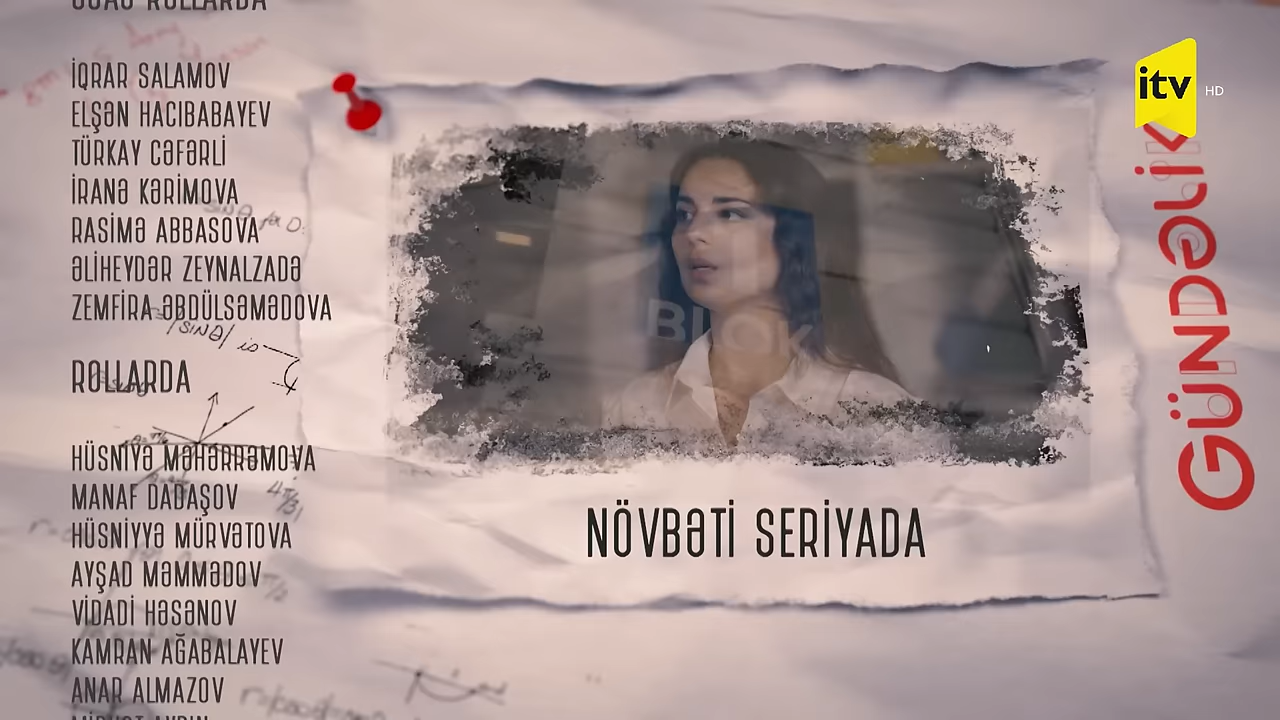 İQRAR SALAMOV
ELŞƏN HACIBABAYEV
TÜRKAY CƏFƏRLİ
İRANƏ KƏRİMOVA
RASİMƏ ABBASOVA
ƏLİHEYDƏR ZEYNALZADƏ
ZEMFİRA ƏBDÜLSƏMƏDOVA
ROLLARDA
HÜSNİYƏ MƏHƏRRƏMOVA
MANAF DADAŞOV
HÜSNİYYƏ MÜRVƏTOVA
AYŞAD MƏMMƏDOV
VİDADİ HƏSƏNOV
KAMRAN AĞABALAYEV
ANAR ALMAZOV
BLOK
NÖVBƏTİ SERİYADA
GÜNDƏLİK
itv HD